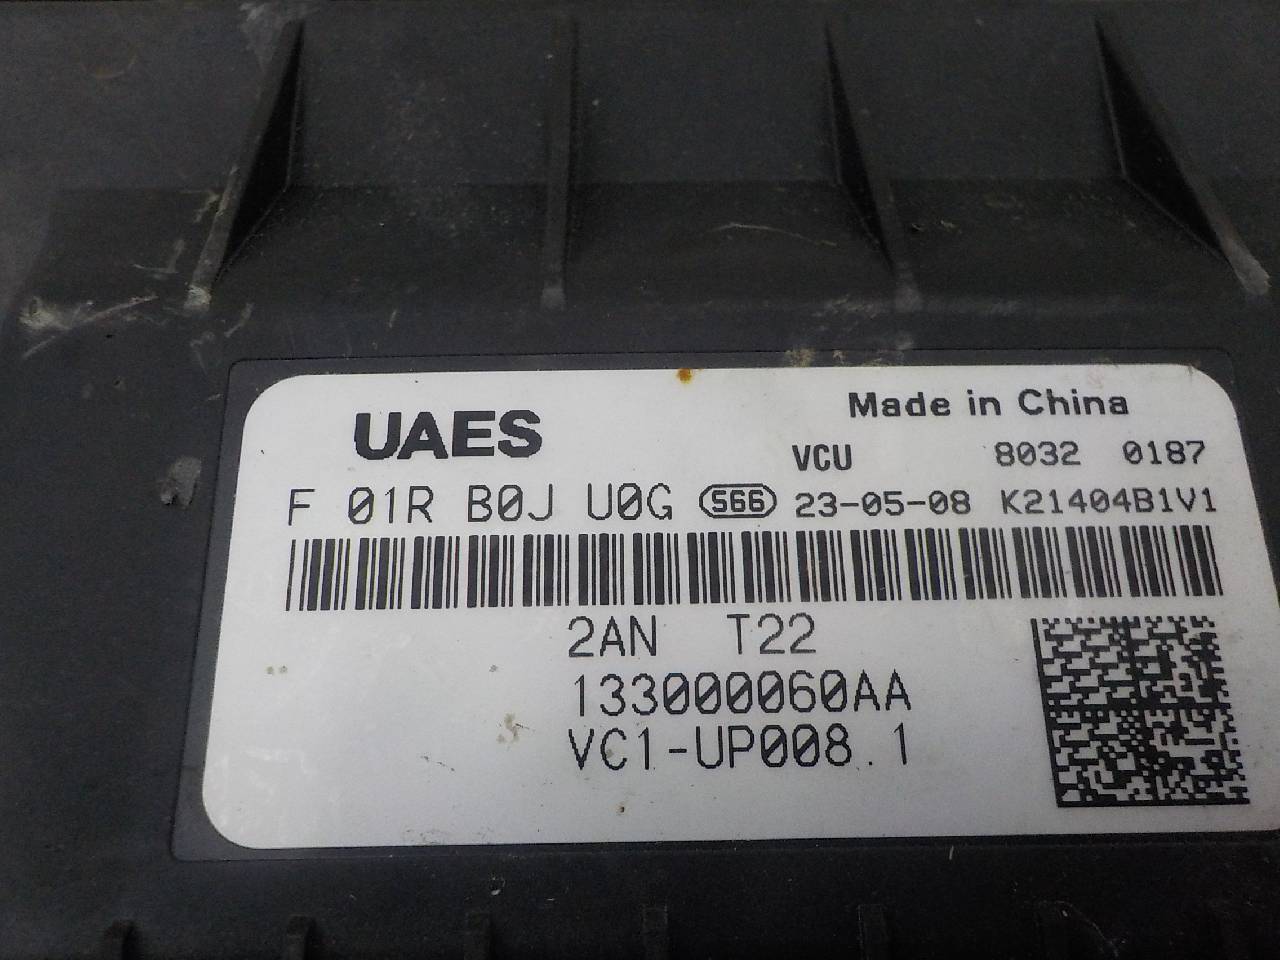 UAES
Made in China
VCU 8032 0187
F 01R B0J U0G S66 23-05-08 K21404B1V1
2AN T22
133000060AA
VC1-UP008.1